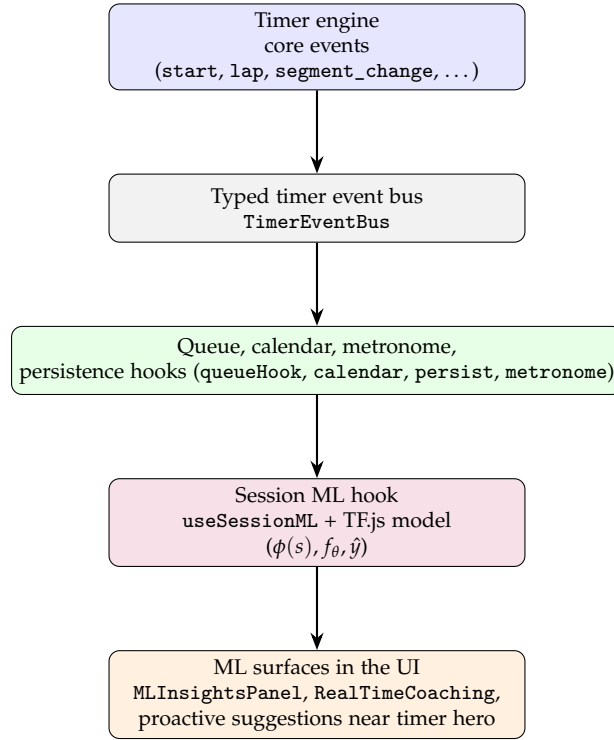 Timer engine
core events
(start, lap, segment_change, ...)
Typed timer event bus
TimerEventBus
Queue, calendar, metronome,
persistence hooks (queueHook, calendar, persist, metronome)
Session ML hook
useSessionML + TF.js model
(ϕ(s), f_θ, ŷ)
ML surfaces in the UI
MLInsightsPanel, RealTimeCoaching,
proactive suggestions near timer hero